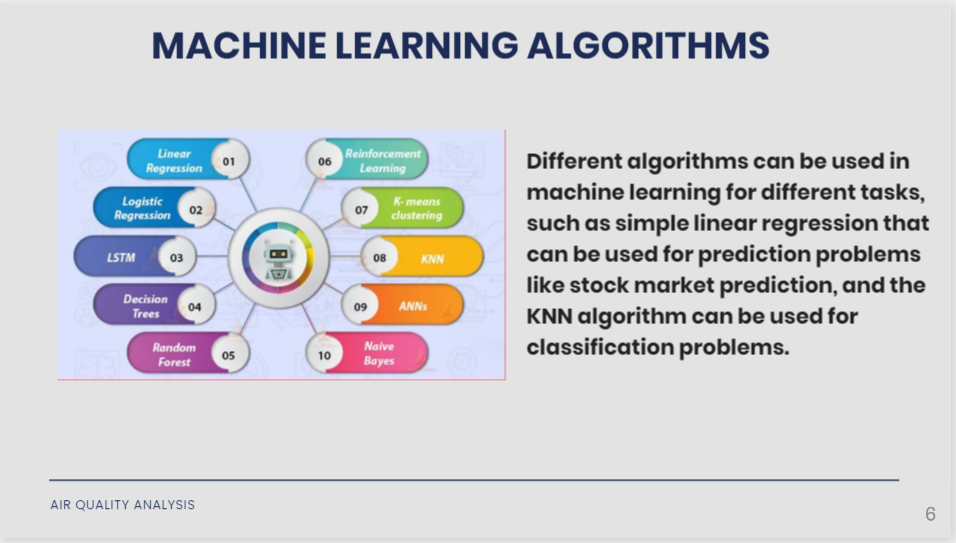 MACHINE LEARNING ALGORITHMS
Linear
Regression
01
Logistic
Regression
02
LSTM
03
Decision
Trees
04
Random
Forest
05
06
Reinforcement
Learning
07
K- means
clustering
08
KNN
09
ANNs
10
Naive
Bayes
Different algorithms can be used in
machine learning for different tasks,
such as simple linear regression that
can be used for prediction problems
like stock market prediction, and the
KNN algorithm can be used for
classification problems.
AIR QUALITY ANALYSIS
6